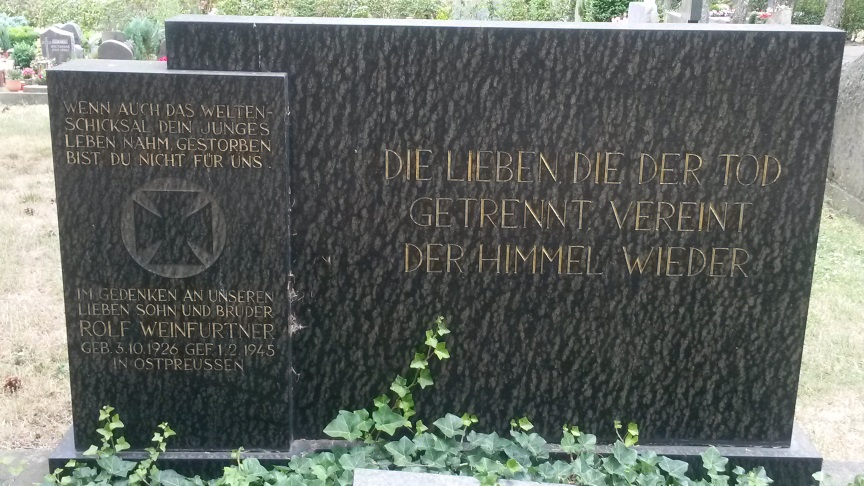 WENN AUCH DAS WELTEN-
SCHICKSAL DEIN JUNGES
LEBEN NAHM, GESTORBEN
BIST DU NICHT FÜR UNS.
IM GEDENKEN AN UNSEREN
LIEBEN SOHN UND BRUDER
ROLF WEINFURTNER
GEB. 3.10.1926 GEF. 1.2.1945
IN OSTPREUSSEN
DIE LIEBEN, DIE DER TOD
GETRENNT, VEREINT
DER HIMMEL WIEDER